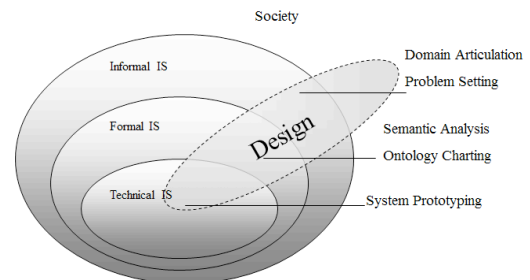 Society
Domain Articulation
Informal IS
Problem Setting
Formal IS
Design
Semantic Analysis
Ontology Charting
Technical IS
System Prototyping